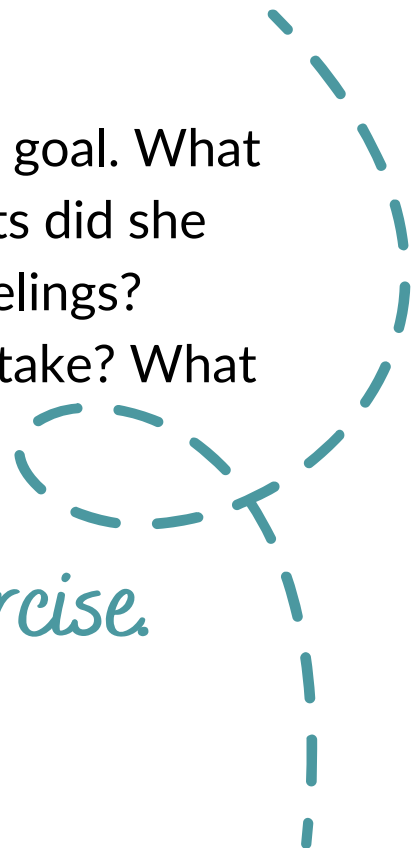 goal. What
ts did she
elings?
take? What
rcise.